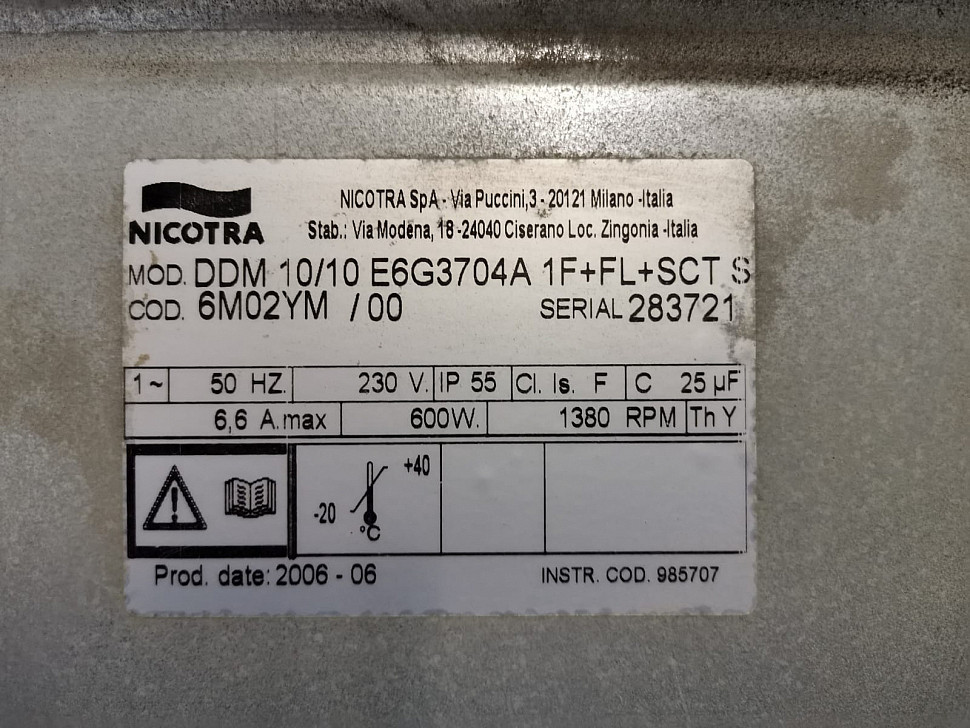 NICOTRA
NICOTRA SpA - Via Puccini,3 - 20121 Milano -Italia
Stab.: Via Modena, 18 -24040 Ciserano Loc. Zingonia -Italia
MOD. DDM 10/10 E6G3704A 1F+FL+SCT S
COD. 6M02YM /00 SERIAL 283721
1~ 50 HZ. 230 V. IP 55 Cl. Is. F C 25 µF
6,6 A.max 600W. 1380 RPM Th Y
+40
-20
°C
Prod. date: 2006 - 06 INSTR. COD. 985707